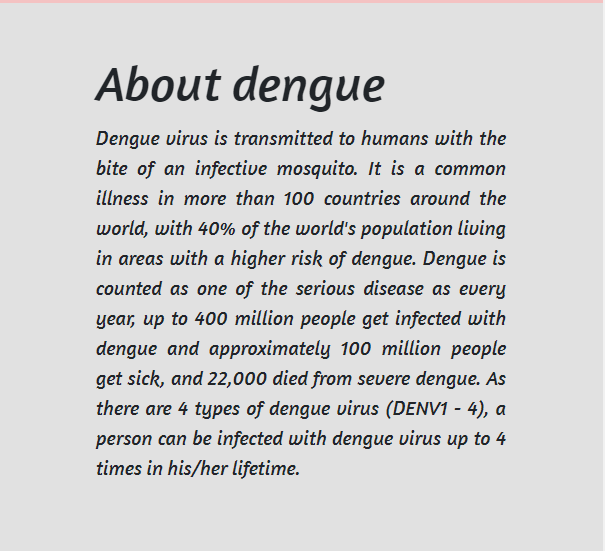 About dengue
Dengue virus is transmitted to humans with the
bite of an infective mosquito. It is a common
illness in more than 100 countries around the
world, with 40% of the world's population living
in areas with a higher risk of dengue. Dengue is
counted as one of the serious disease as every
year, up to 400 million people get infected with
dengue and approximately 100 million people
get sick, and 22,000 died from severe dengue. As
there are 4 types of dengue virus (DENV1 - 4), a
person can be infected with dengue virus up to 4
times in his/her lifetime.